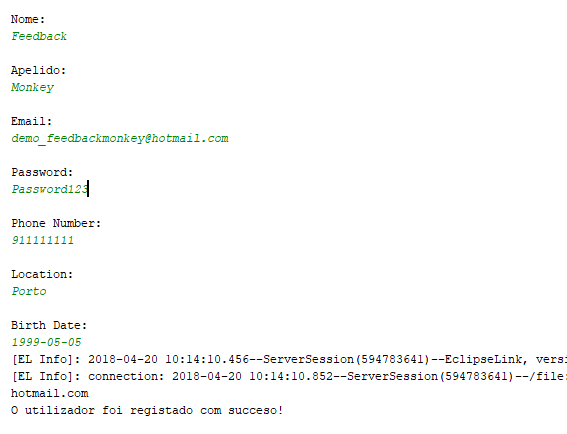 Nome:
Feedback
Apelido:
Monkey
Email:
demo_feedbackmonkey@hotmail.com
Password:
Password123
Phone Number:
911111111
Location:
Porto
Birth Date:
1999-05-05
[EL Info]: 2018-04-20 10:14:10.456--ServerSession(594783641)--EclipseLink, versi
[EL Info]: connection: 2018-04-20 10:14:10.852--ServerSession(594783641)--/file:
hotmail.com
O utilizador foi registado com succeso!